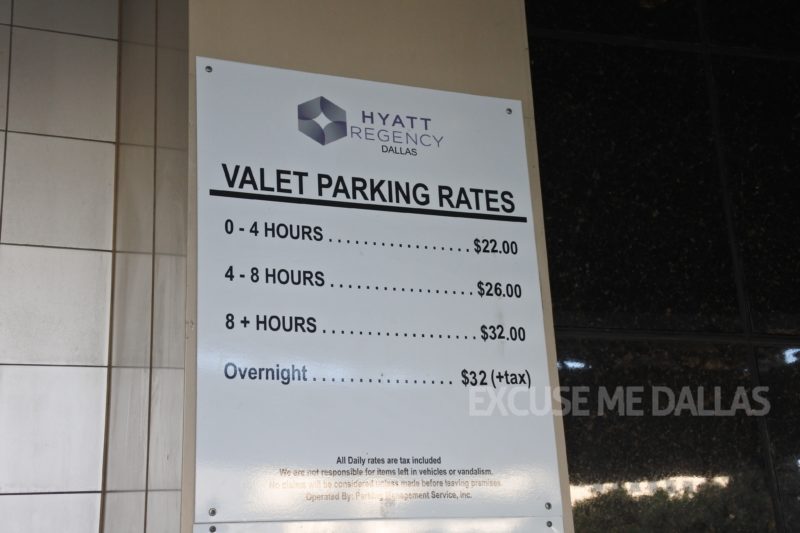 HYATT
REGENCY
DALLAS
VALET PARKING RATES
0 - 4 HOURS . . . . . . . . . . . . . . . . . . . $22.00
4 - 8 HOURS . . . . . . . . . . . . . . . . . . . $26.00
8 + HOURS . . . . . . . . . . . . . . . . . . . . $32.00
Overnight . . . . . . . . . . . . . . . . $32 (+tax)
EXCUSE ME DALLAS
All Daily rates are tax included
We are not responsible for items left in vehicles or vandalism.
No claims will be considered unless made before leaving premises
Operated By: Parking Management Service, Inc.